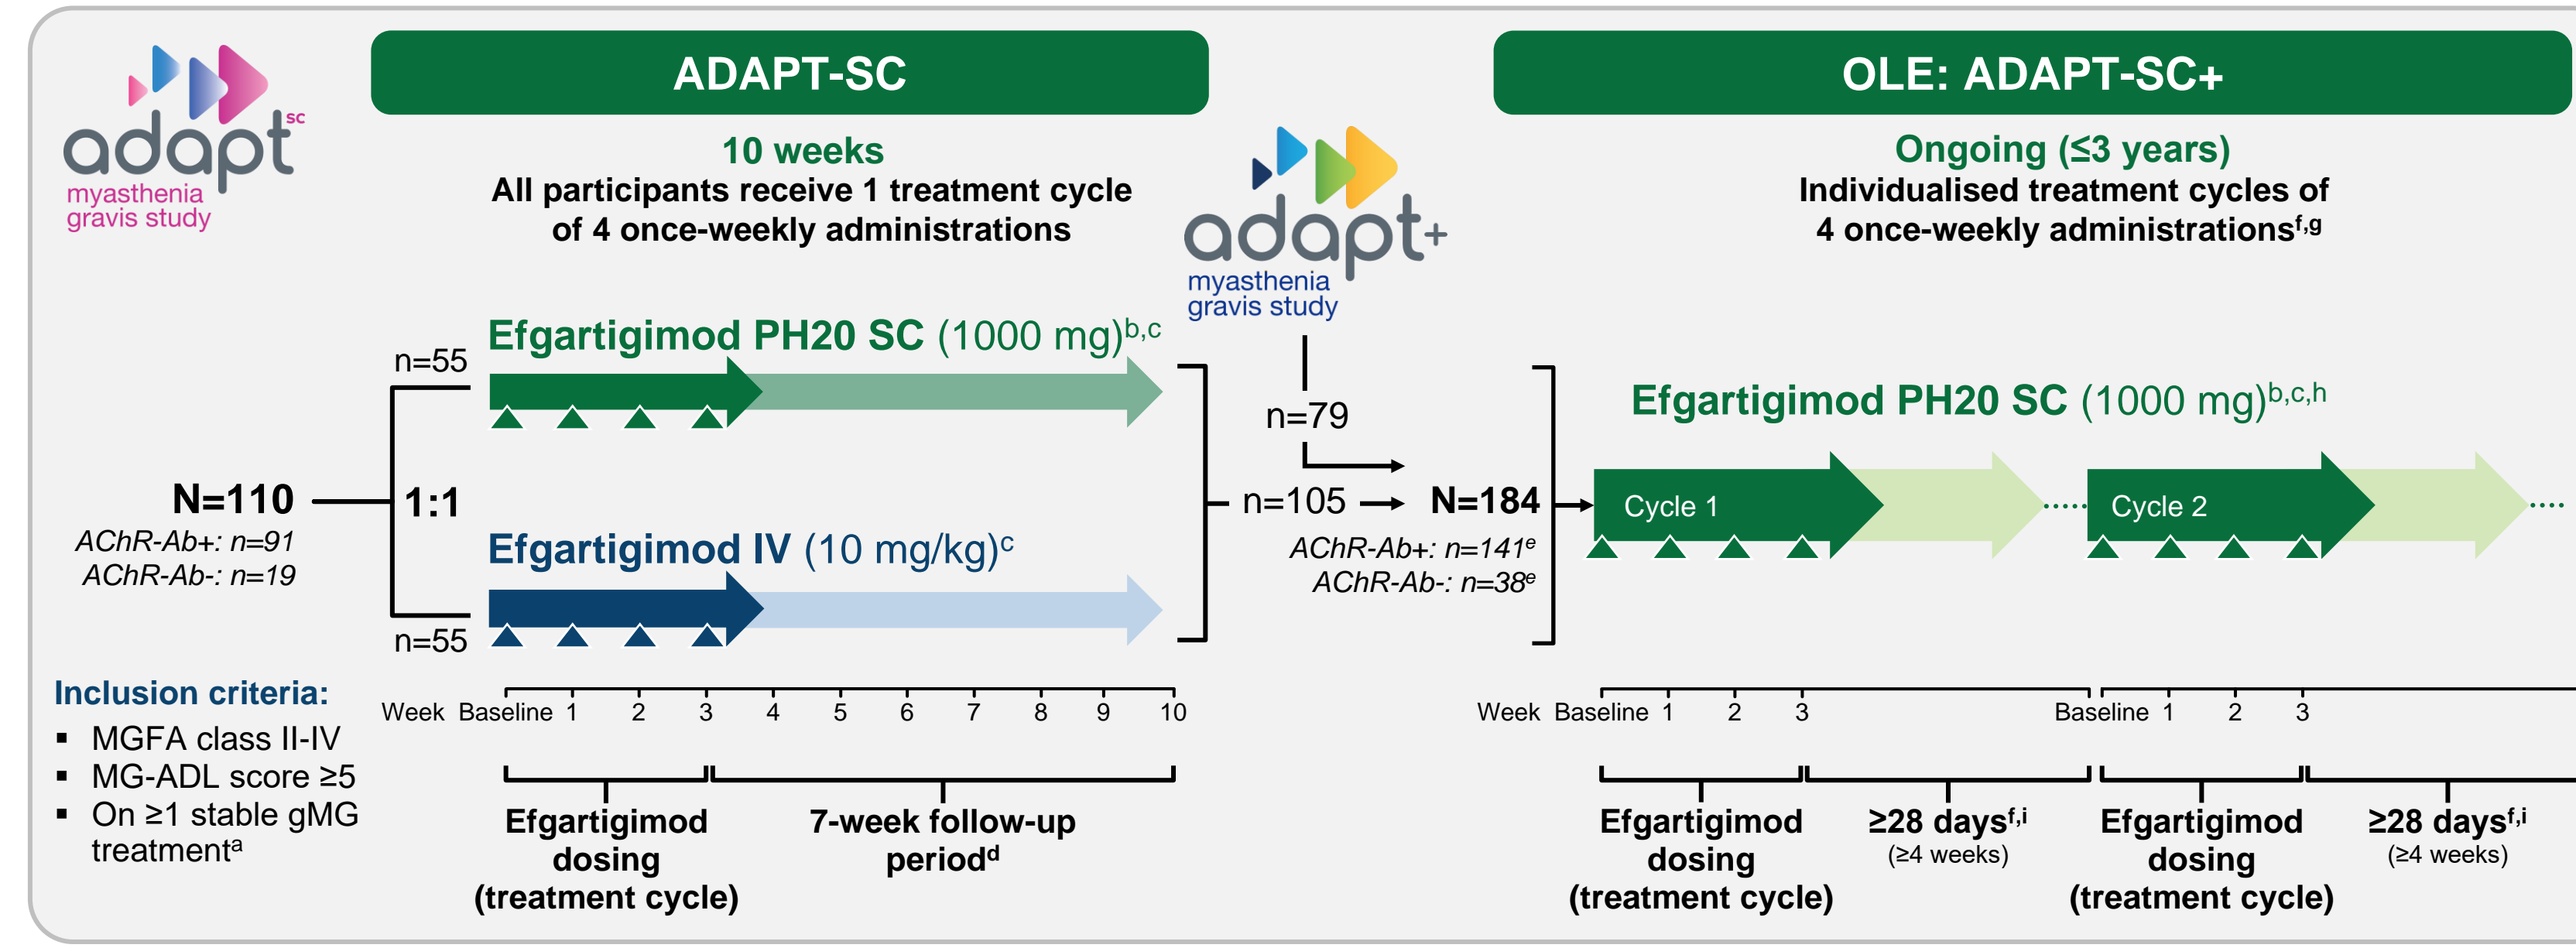 adapt SC
myasthenia
gravis study
ADAPT-SC
10 weeks
All participants receive 1 treatment cycle
of 4 once-weekly administrations
adapt+
myasthenia
gravis study
OLE: ADAPT-SC+
Ongoing (≤3 years)
Individualised treatment cycles of
4 once-weekly administrationsf,g
N=110
AChR-Ab+: n=91
AChR-Ab-: n=19
1:1
n=55
Efgartigimod PH20 SC (1000 mg)b,c
n=55
Efgartigimod IV (10 mg/kg)c
n=79
n=105
N=184
AChR-Ab+: n=141e
AChR-Ab-: n=38e
Efgartigimod PH20 SC (1000 mg)b,c,h
Cycle 1
Cycle 2
Inclusion criteria:
▪ MGFA class II-IV
▪ MG-ADL score ≥5
▪ On ≥1 stable gMG
treatmenta
Week Baseline 1 2 3 4 5 6 7 8 9 10
Efgartigimod
dosing
(treatment cycle)
7-week follow-up
periodd
Week Baseline 1 2 3 Baseline 1 2 3
Efgartigimod
dosing
(treatment cycle)
≥28 daysf,i
(≥4 weeks)
Efgartigimod
dosing
(treatment cycle)
≥28 daysf,i
(≥4 weeks)